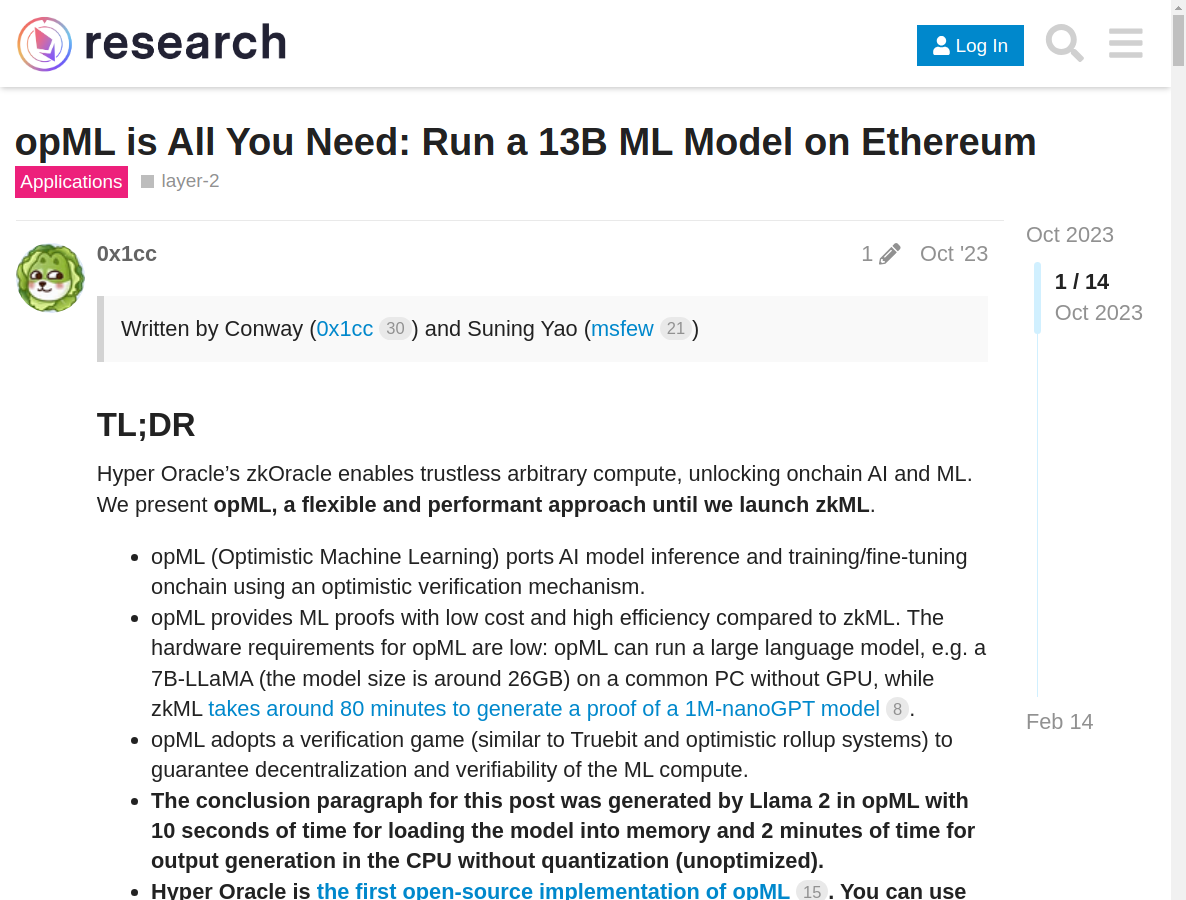 research
Log In
opML is All You Need: Run a 13B ML Model on Ethereum
Applications
layer-2
0x1cc
1
Oct '23
Oct 2023
1 / 14
Oct 2023
Written by Conway (0x1cc 30) and Suning Yao (msfew 21)
TL;DR
Hyper Oracle’s zkOracle enables trustless arbitrary compute, unlocking onchain AI and ML.
We present opML, a flexible and performant approach until we launch zkML.
• opML (Optimistic Machine Learning) ports AI model inference and training/fine-tuning
onchain using an optimistic verification mechanism.
• opML provides ML proofs with low cost and high efficiency compared to zkML. The
hardware requirements for opML are low: opML can run a large language model, e.g. a
7B-LLaMA (the model size is around 26GB) on a common PC without GPU, while
zkML takes around 80 minutes to generate a proof of a 1M-nanoGPT model 8.
Feb 14
• opML adopts a verification game (similar to Truebit and optimistic rollup systems) to
guarantee decentralization and verifiability of the ML compute.
• The conclusion paragraph for this post was generated by Llama 2 in opML with
10 seconds of time for loading the model into memory and 2 minutes of time for
output generation in the CPU without quantization (unoptimized).
• Hyper Oracle is the first open-source implementation of opML 15. You can use